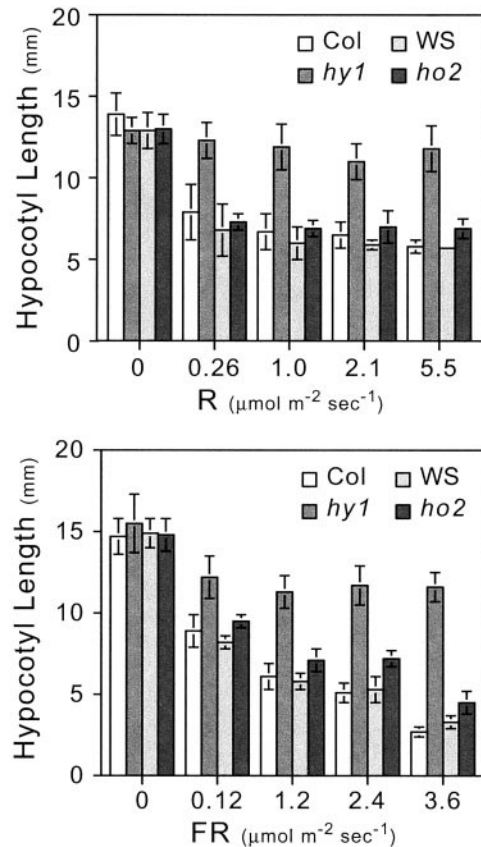 Hypocotyl Length (mm)
20
15
10
5
0
Col WS
hy1 ho2
0 0.26 1.0 2.1 5.5
R (μmol m⁻² sec⁻¹)
Hypocotyl Length (mm)
20
15
10
5
0
Col WS
hy1 ho2
0 0.12 1.2 2.4 3.6
FR (μmol m⁻² sec⁻¹)